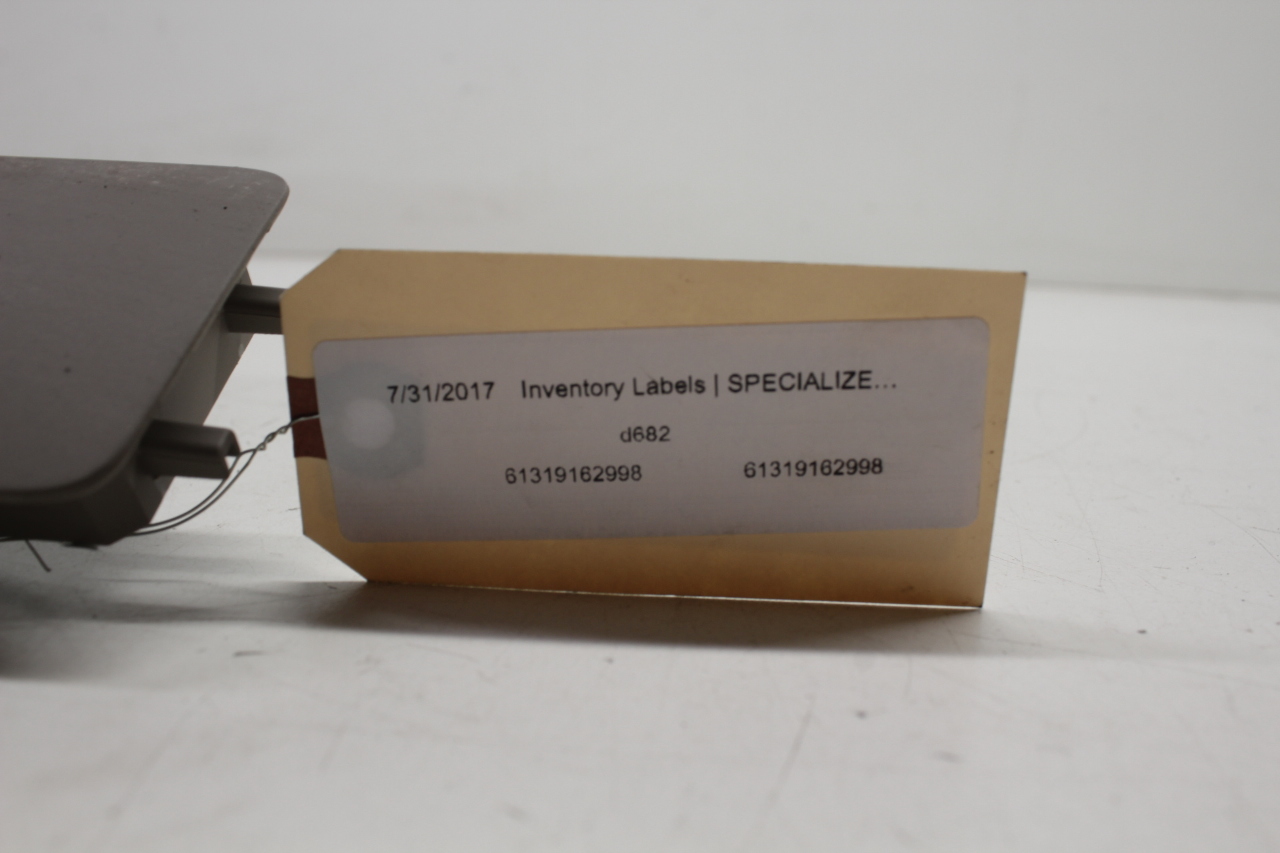 7/31/2017 Inventory Labels | SPECIALIZE...
d682
61319162998 61319162998